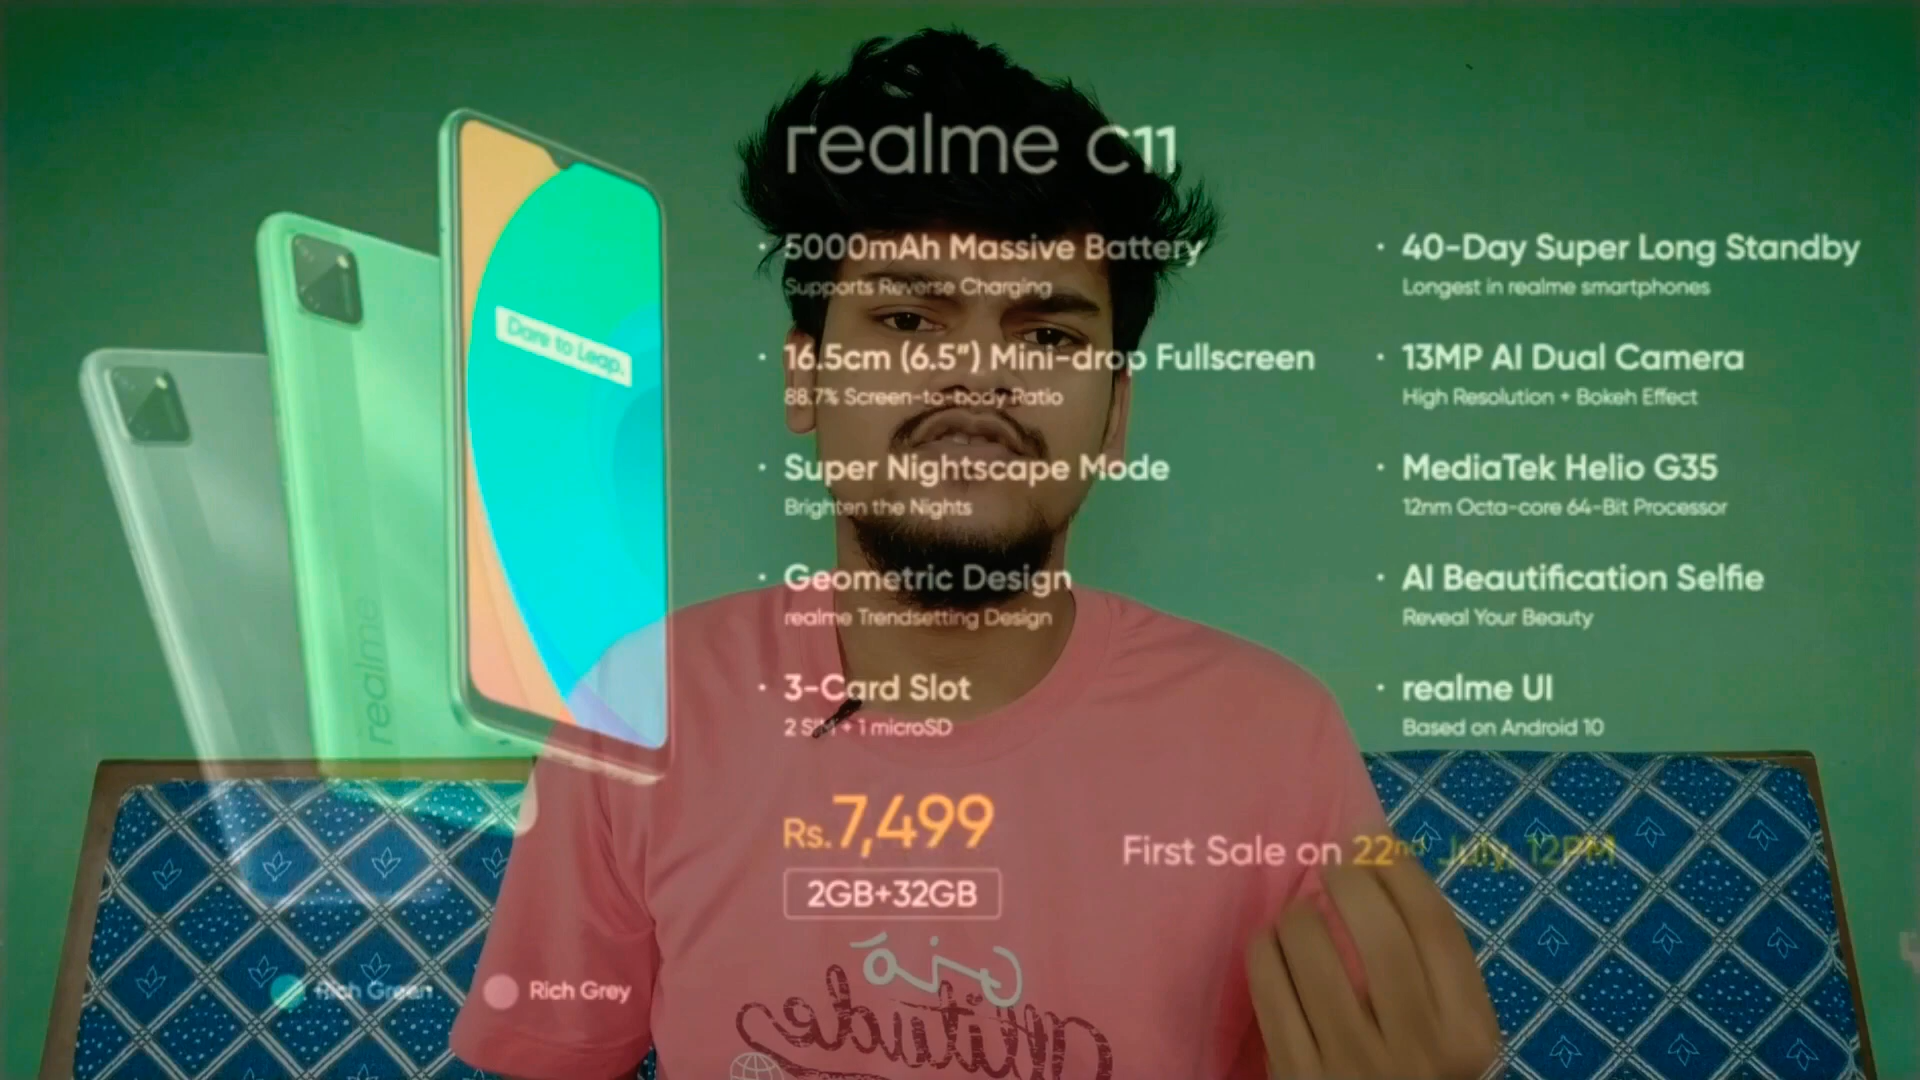 realme C11
5000mAh Massive Battery
Supports Reverse Charging
16.5cm (6.5") Mini-drop Fullscreen
88.7% Screen-to-body Ratio
Super Nightscape Mode
Brighten the Nights
Geometric Design
realme Trendsetting Design
3-Card Slot
2 SIM + 1 microSD
40-Day Super Long Standby
Longest in realme smartphones
13MP AI Dual Camera
High Resolution + Bokeh Effect
MediaTek Helio G35
12nm Octa-core 64-Bit Processor
AI Beautification Selfie
Reveal Your Beauty
realme UI
Based on Android 10
Rs.7,499
2GB+32GB
First Sale on 22nd July, 12PM
Rich Green
Rich Grey
Dare to Leap.
realme
Attitude